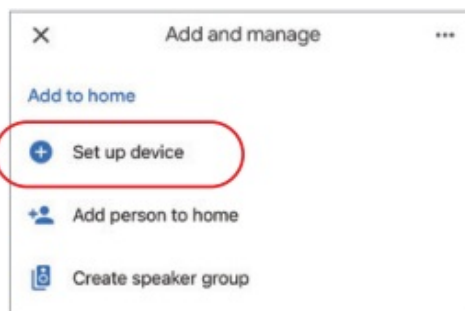 Add and manage
Add to home
Set up device
Add person to home
Create speaker group